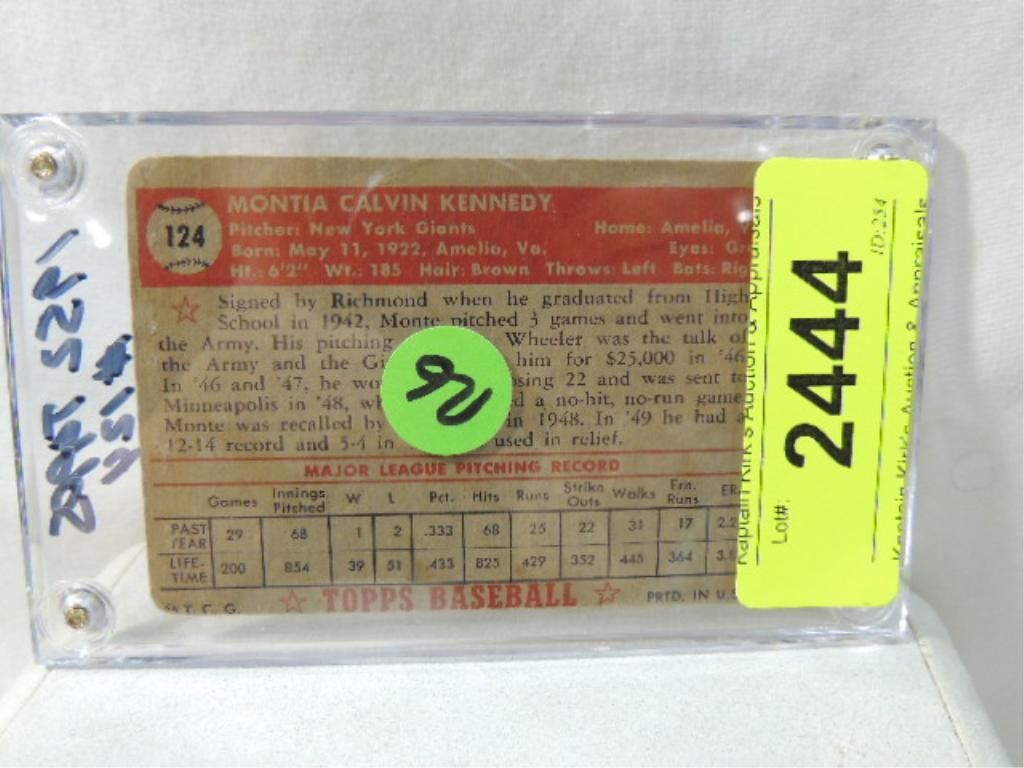 124
MONTIA CALVIN KENNEDY
Pitcher: New York Giants Home: Amelia, V
Born: May 11, 1922, Amelia, Va. Eyes: Gr
Ht.: 6'2" Wt.: 185 Hair: Brown Throws: Left Bats: Rig
Signed by Richmond when he graduated from High
School in 1942, Monte pitched 3 games and went into
the Army. His pitching Wheeler was the talk of
the Army and the Gi him for $25,000 in '46
In '46 and '47, he wo osing 22 and was sent to
Minneapolis in '48, wh ed a no-hit, no-run game
Monte was recalled by in 1948. In '49 he had a
12-14 record and 5-4 in used in relief.
MAJOR LEAGUE PITCHING RECORD
Games Innings Pitched W L Pct. Hits Runs Strike Outs Walks Ern. Runs ER
PAST YEAR 29 68 1 2 .333 68 25 22 31 17 2.2
LIFE-TIME 200 854 39 51 .433 825 429 352 445 364 3.8
T. C. G. TOPPS BASEBALL PRTD. IN U.S
Kaptain Kirk's Auction & Appraisals
Lot#:
2444
ID:254
Kaptain Kirk's Auction & Appraisals